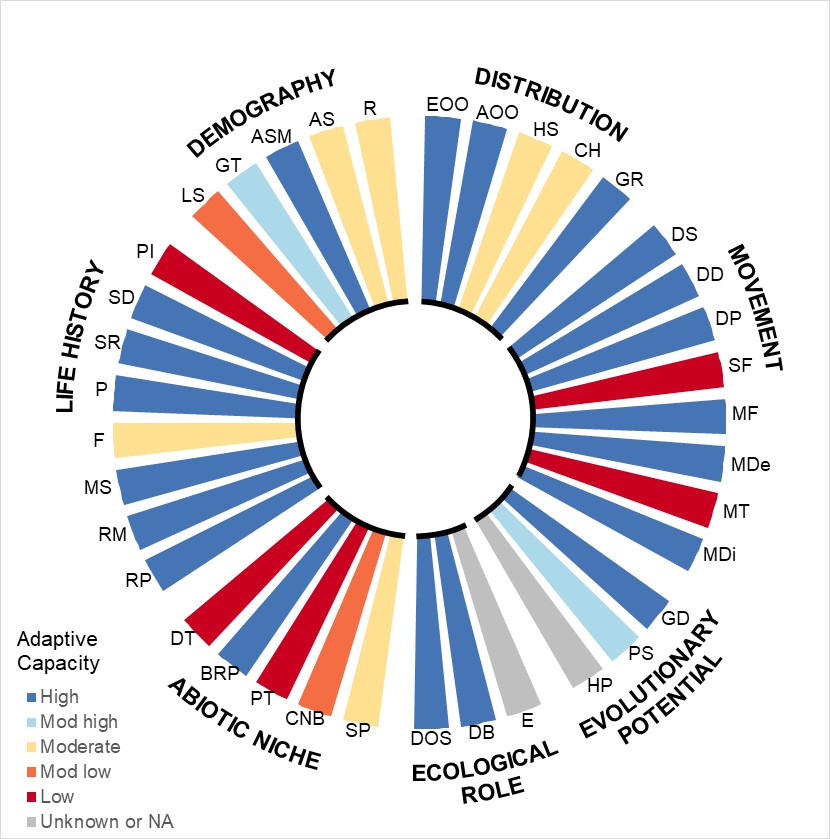 DISTRIBUTION
EOO
AOO
HS
CH
GR
MOVEMENT
DS
DD
DP
SF
MF
MDe
MT
MDi
EVOLUTIONARY
POTENTIAL
GD
PS
HP
ECOLOGICAL
ROLE
E
DB
DOS
ABIOTIC NICHE
SP
CNB
PT
BRP
DT
LIFE HISTORY
RP
RM
MS
F
P
SR
SD
PI
DEMOGRAPHY
LS
GT
ASM
AS
R
Adaptive
Capacity
High
Mod high
Moderate
Mod low
Low
Unknown or NA